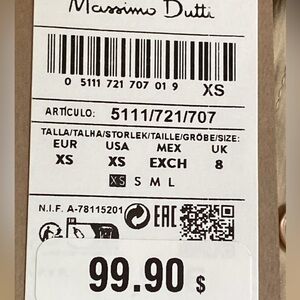 Massimo Dutti
0 5111 721 707 01 9 XS
ARTÍCULO: 5111/721/707
TALLA/TALHA/STORLEK/TAILLE/GRÖBE/SIZE:
EUR USA MEX UK
XS XS EXCH 8
XS S M L
N.I.F. A-78115201 EAC
99.90 $